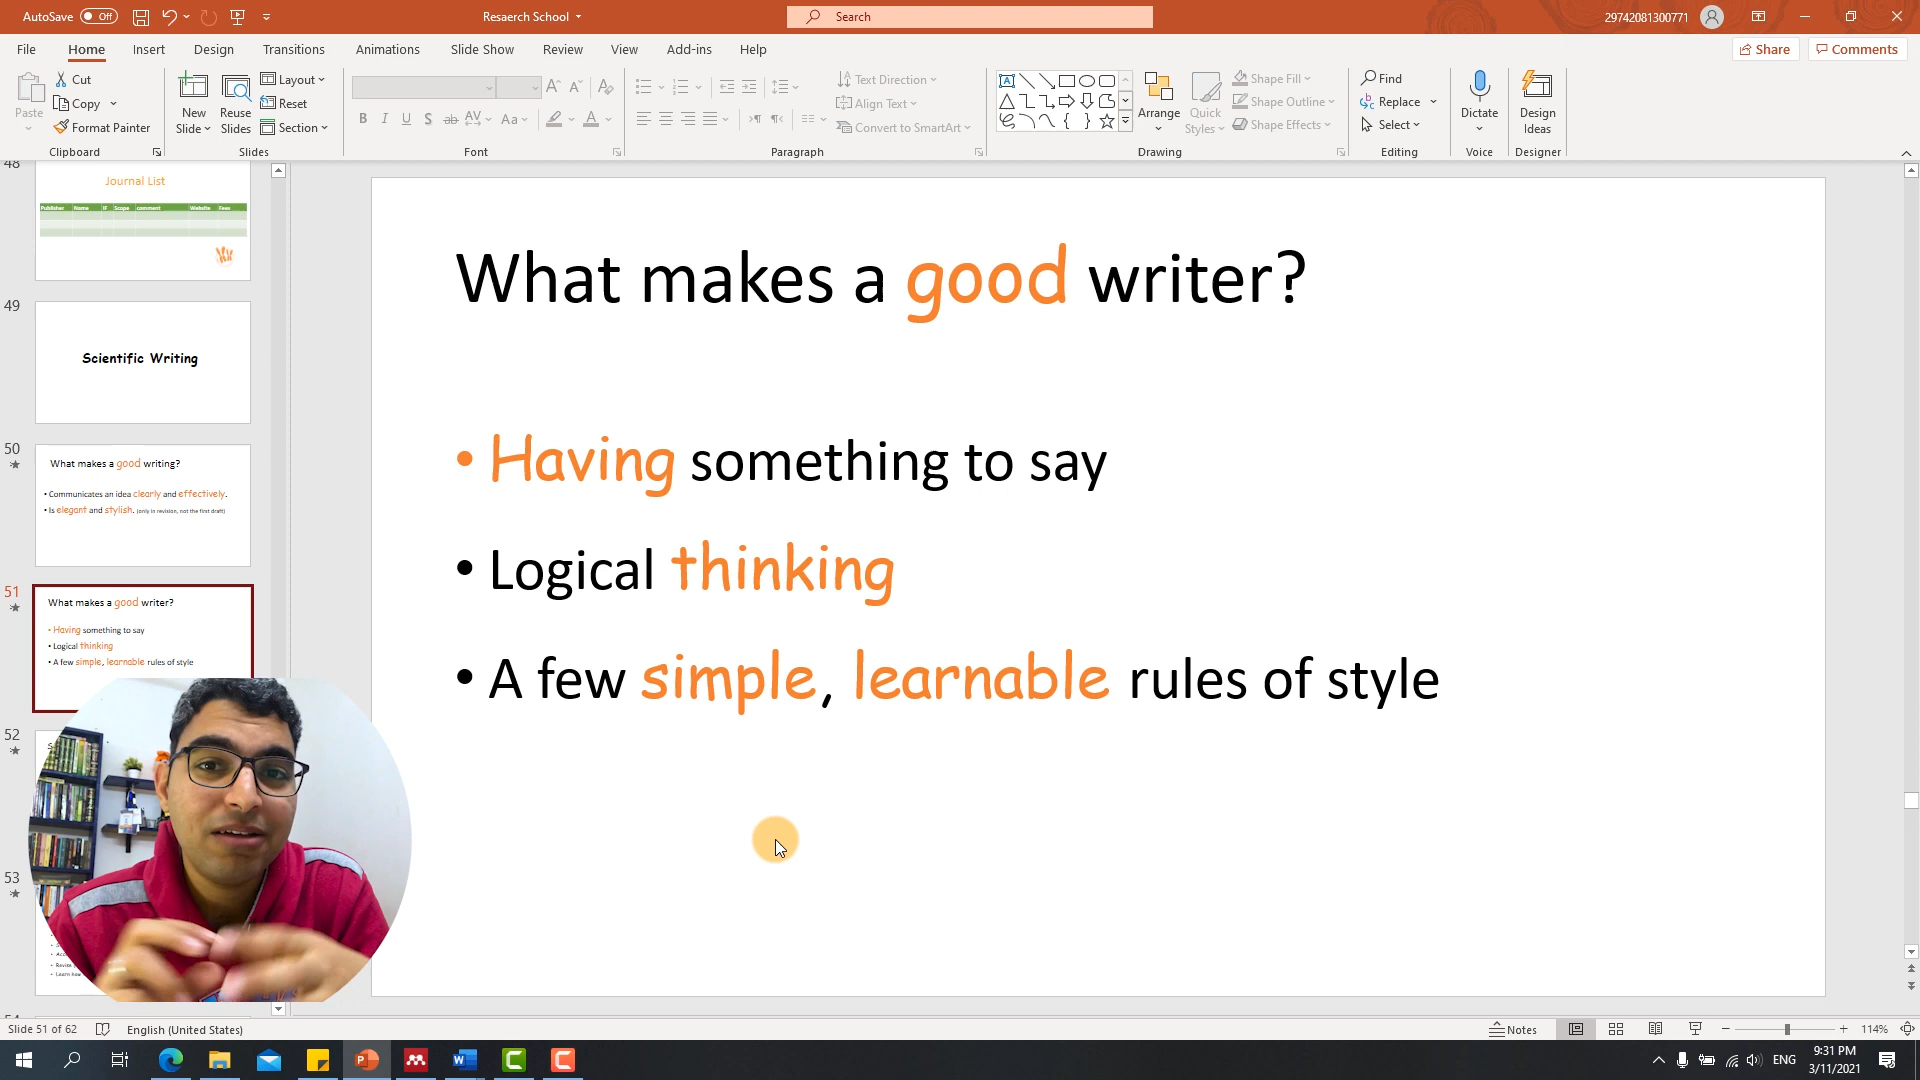 AutoSave Off
Resaerch School
Search
29742081300771
File Home Insert Design Transitions Animations Slide Show Review View Add-ins Help
Share Comments
Paste
Cut
Copy
Format Painter
Clipboard
New Slide
Reuse Slides
Layout
Reset
Section
Slides
Font
Text Direction
Align Text
Convert to SmartArt
Paragraph
Arrange
Quick Styles
Shape Fill
Shape Outline
Shape Effects
Drawing
Find
Replace
Select
Editing
Dictate
Voice
Design Ideas
Designer
48
Journal List
Publisher Name IF Scope comment Website Fees
49
Scientific Writing
50
What makes a good writing?
• Communicates an idea clearly and effectively.
• Is elegant and stylish. (only in revision, not the first draft)
51
What makes a good writer?
• Having something to say
• Logical thinking
• A few simple, learnable rules of style
52
53
What makes a good writer?
• Having something to say
• Logical thinking
• A few simple, learnable rules of style
Slide 51 of 62
English (United States)
Notes
114%
ENG
9:31 PM
3/11/2021